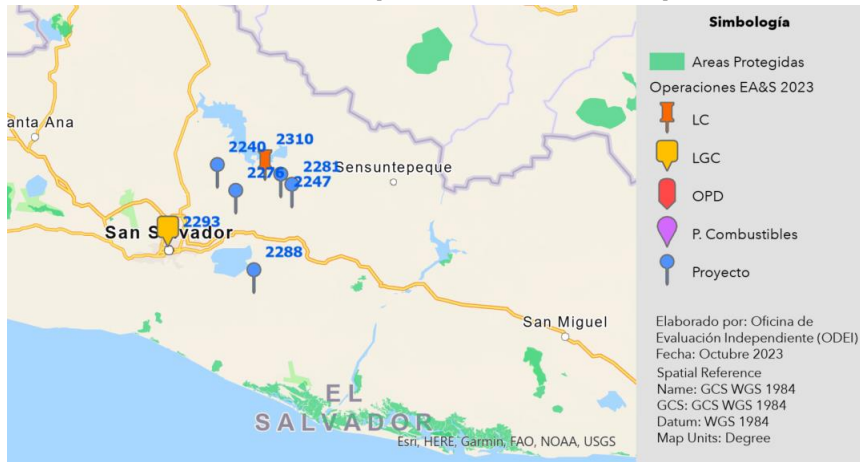 anta Ana
2240
2310
2281
Sensuntepeque
2276
2247
2293
San Salvador
2288
San Miguel
EL
SALVADOR
Esri, HERE, Garmin, FAO, NOAA, USGS
Simbología
Areas Protegidas
Operaciones EA&S 2023
LC
LGC
OPD
P. Combustibles
Proyecto
Elaborado por: Oficina de
Evaluación Independiente (ODEI)
Fecha: Octubre 2023
Spatial Reference
Name: GCS WGS 1984
GCS: GCS WGS 1984
Datum: WGS 1984
Map Units: Degree